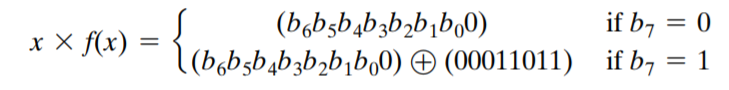 x × f(x) = { (b₆b₅b₄b₃b₂b₁b₀0) if b₇ = 0
(b₆b₅b₄b₃b₂b₁b₀0) ⊕ (00011011) if b₇ = 1